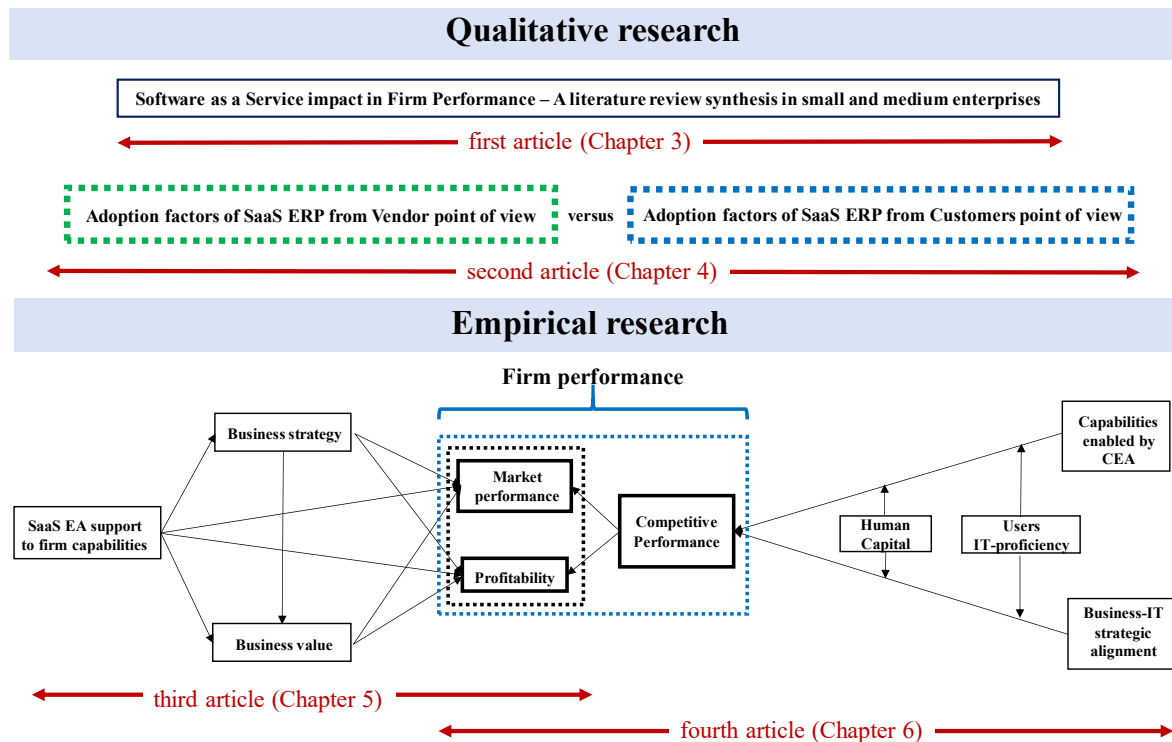 Qualitative research
Software as a Service impact in Firm Performance – A literature review synthesis in small and medium enterprises
first article (Chapter 3)
Adoption factors of SaaS ERP from Vendor point of view
versus
Adoption factors of SaaS ERP from Customers point of view
second article (Chapter 4)
Empirical research
Firm performance
Business strategy
SaaS EA support
to firm capabilities
Business value
Market
performance
Profitability
Competitive
Performance
Human
Capital
Users
IT-proficiency
Capabilities
enabled by
CEA
Business-IT
strategic
alignment
third article (Chapter 5)
fourth article (Chapter 6)